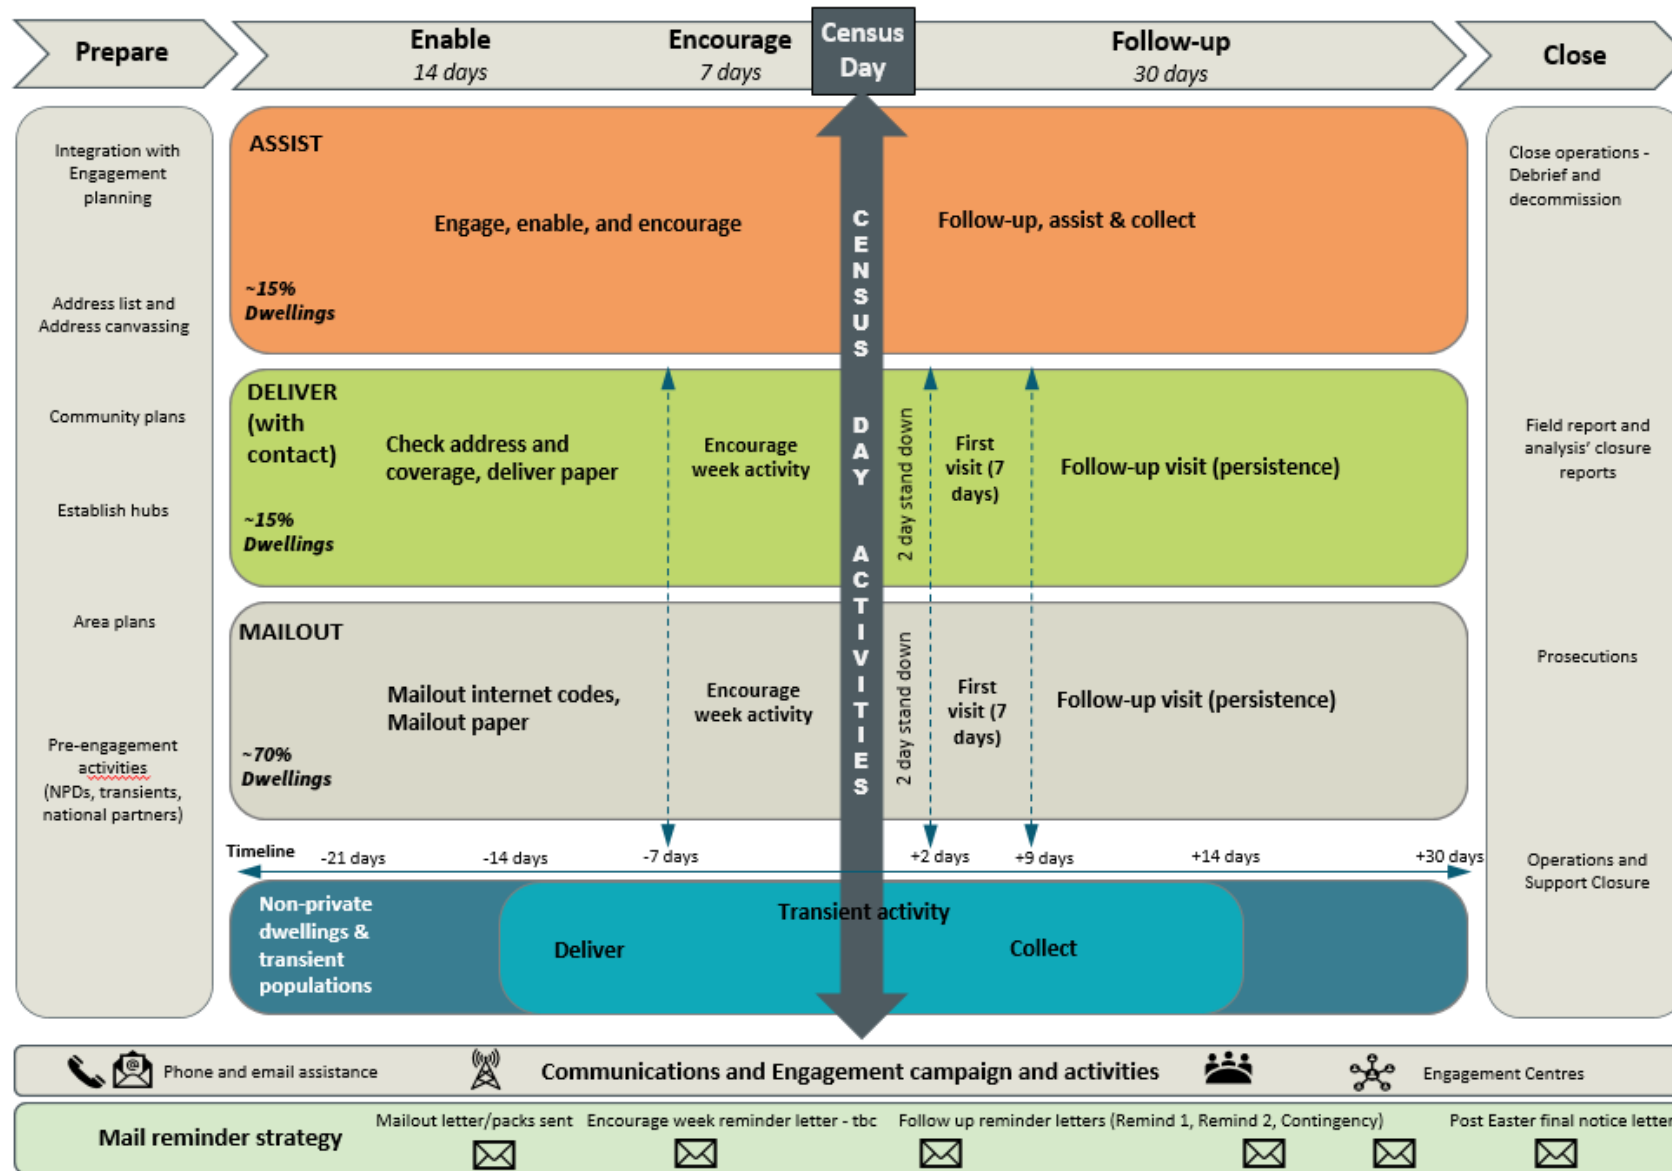 Prepare
Enable
14 days
Encourage
7 days
Census
Day
Follow-up
30 days
Close
Integration with
Engagement
planning
Address list and
Address canvassing
Community plans
Establish hubs
Area plans
Pre-engagement
activities
(NPDs, transients,
national partners)
ASSIST
Engage, enable, and encourage
Follow-up, assist & collect
~15%
Dwellings
DELIVER
(with
contact)
Check address and
coverage, deliver paper
Encourage
week activity
2 day stand down
First
visit (7
days)
Follow-up visit (persistence)
~15%
Dwellings
MAILOUT
Mailout internet codes,
Mailout paper
Encourage
week activity
2 day stand down
First
visit (7
days)
Follow-up visit (persistence)
~70%
Dwellings
CENSUS DAY ACTIVITIES
Timeline
-21 days
-14 days
-7 days
+2 days
+9 days
+14 days
+30 days
Non-private
dwellings &
transient
populations
Transient activity
Deliver
Collect
Close operations -
Debrief and
decommission
Field report and
analysis’ closure
reports
Prosecutions
Operations and
Support Closure
Phone and email assistance
Communications and Engagement campaign and activities
Engagement Centres
Mail reminder strategy
Mailout letter/packs sent
Encourage week reminder letter - tbc
Follow up reminder letters (Remind 1, Remind 2, Contingency)
Post Easter final notice letter